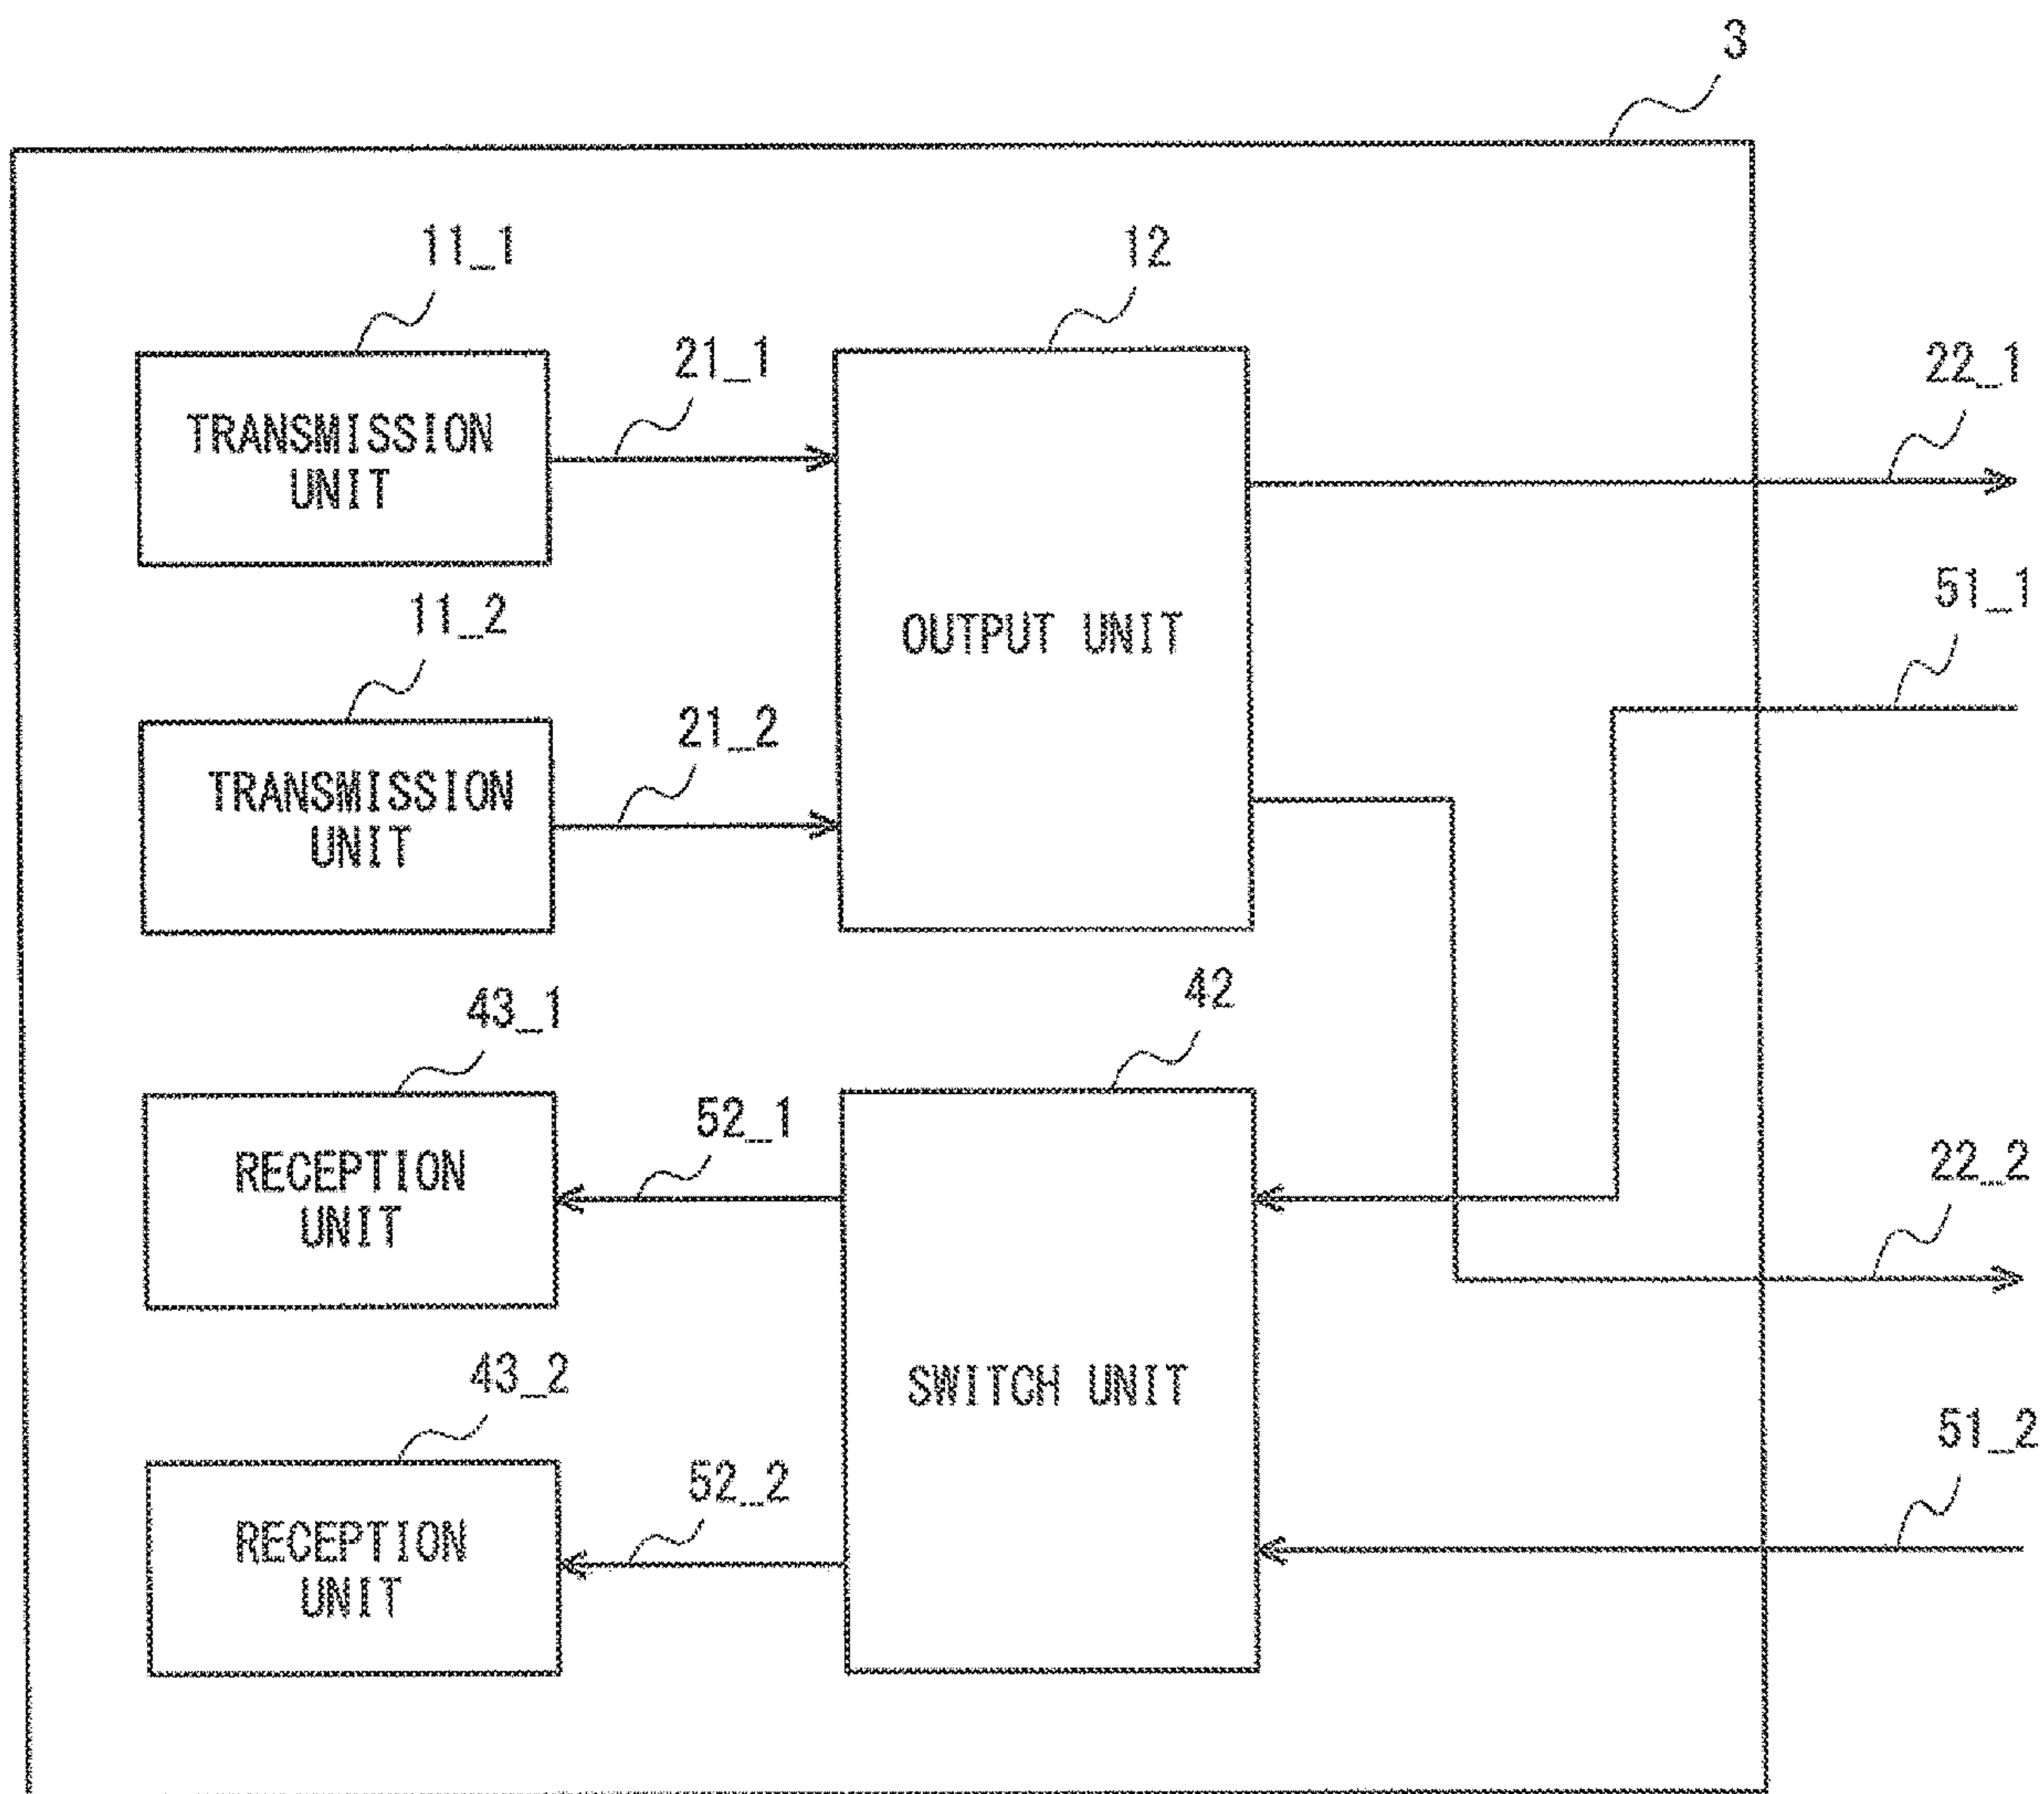 3
11_1
12
21_1
22_1
TRANSMISSION
UNIT
51_1
11_2
OUTPUT UNIT
21_2
TRANSMISSION
UNIT
43_1
42
52_1
22_2
RECEPTION
UNIT
43_2
SWITCH UNIT
51_2
52_2
RECEPTION
UNIT